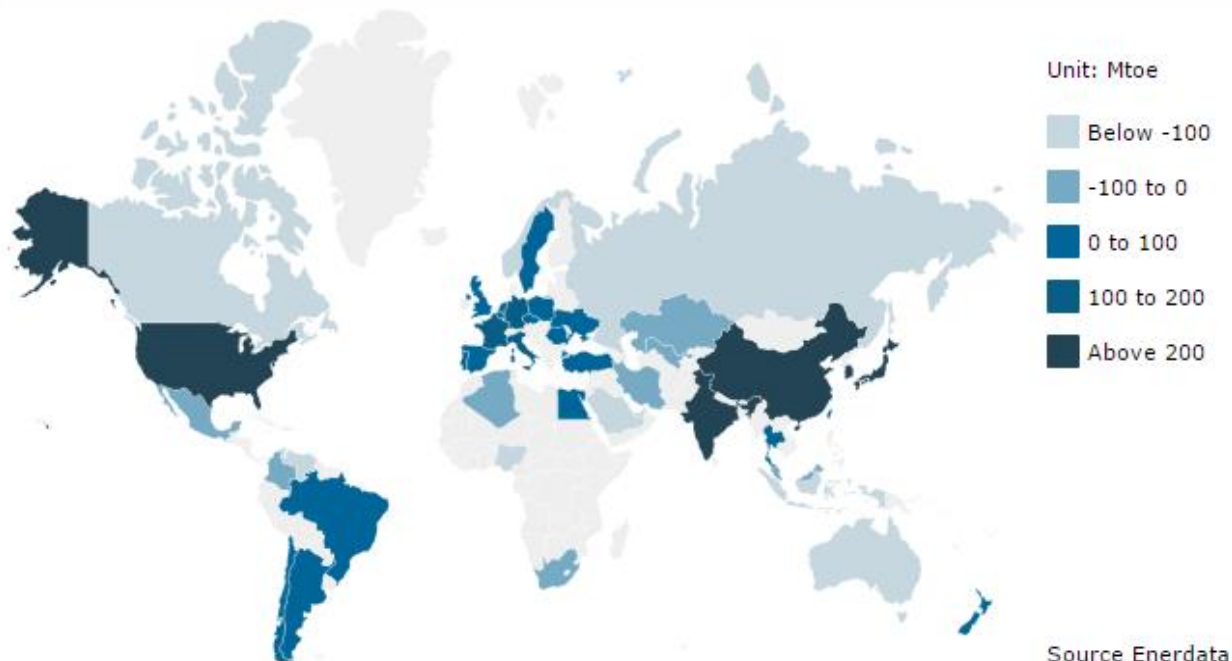 Unit: Mtoe
Below -100
-100 to 0
0 to 100
100 to 200
Above 200
Source Enerdata